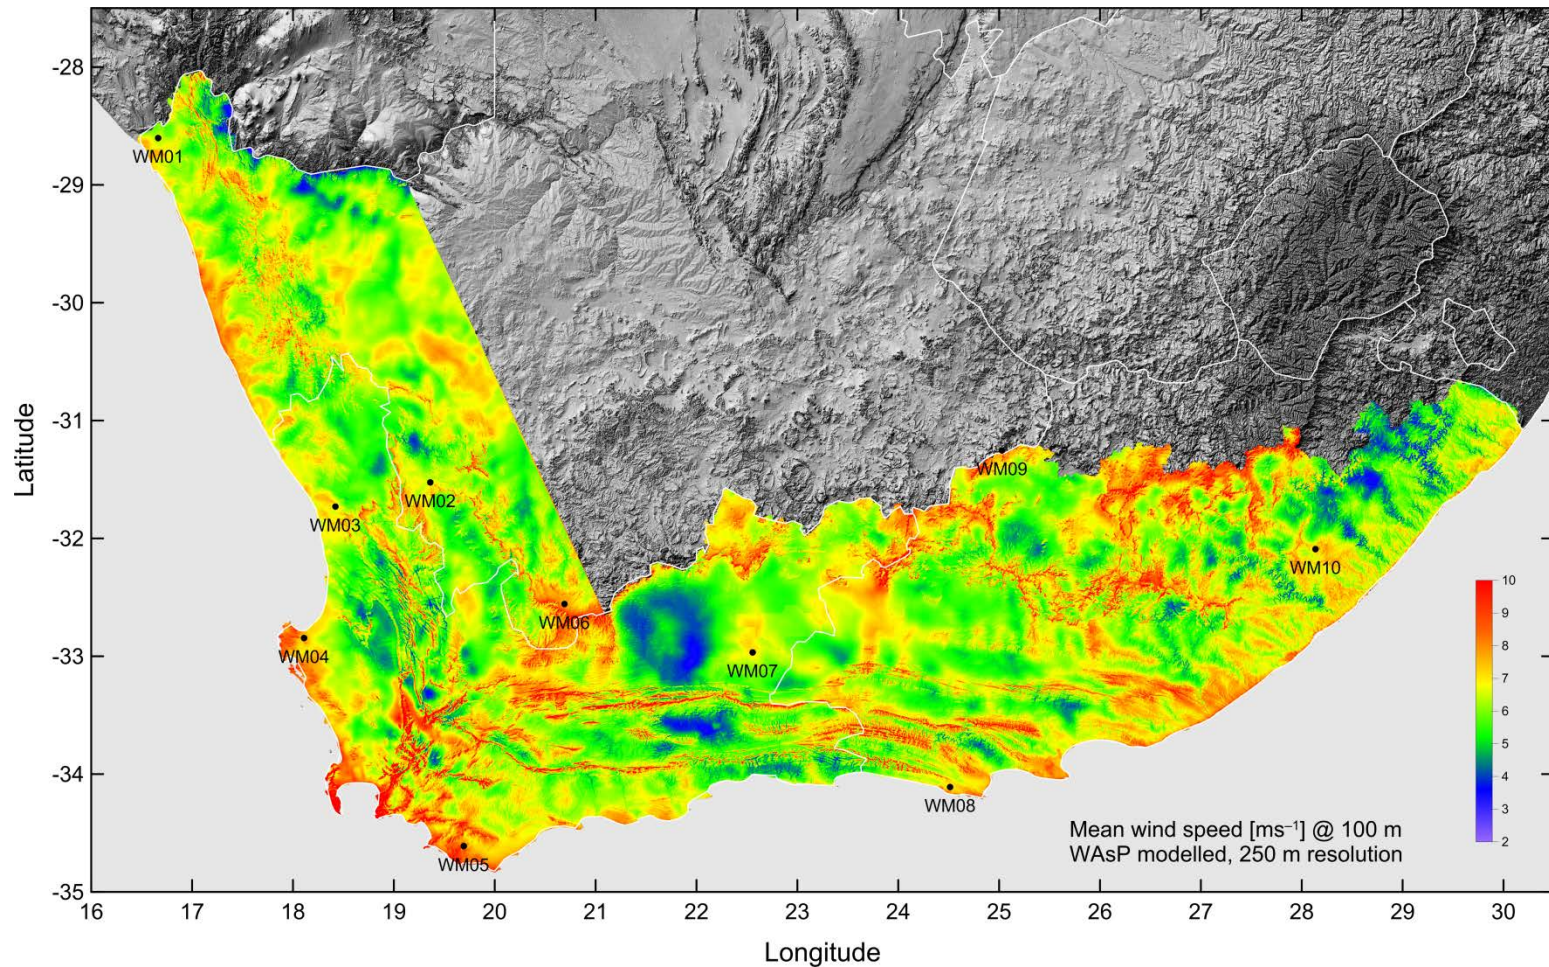 -28
WM01
-29
-30
Latitude
-31
WM09
WM02
WM03
-32
WM10
10
WM06
9
-33
WM04
WM07
8
7
6
5
-34
WM08
4
Mean wind speed [ms⁻¹] @ 100 m
3
WAsP modelled, 250 m resolution
2
WM05
-35
16 17 18 19 20 21 22 23 24 25 26 27 28 29 30
Longitude